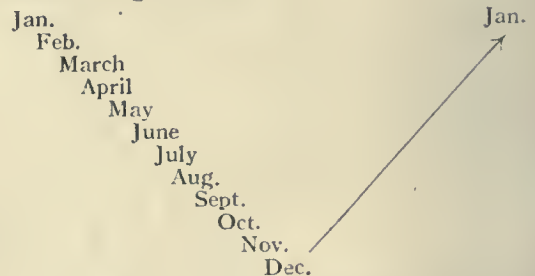 Jan. Jan.
Feb.
March
April
May
June
July
Aug.
Sept.
Oct.
Nov.
Dec.